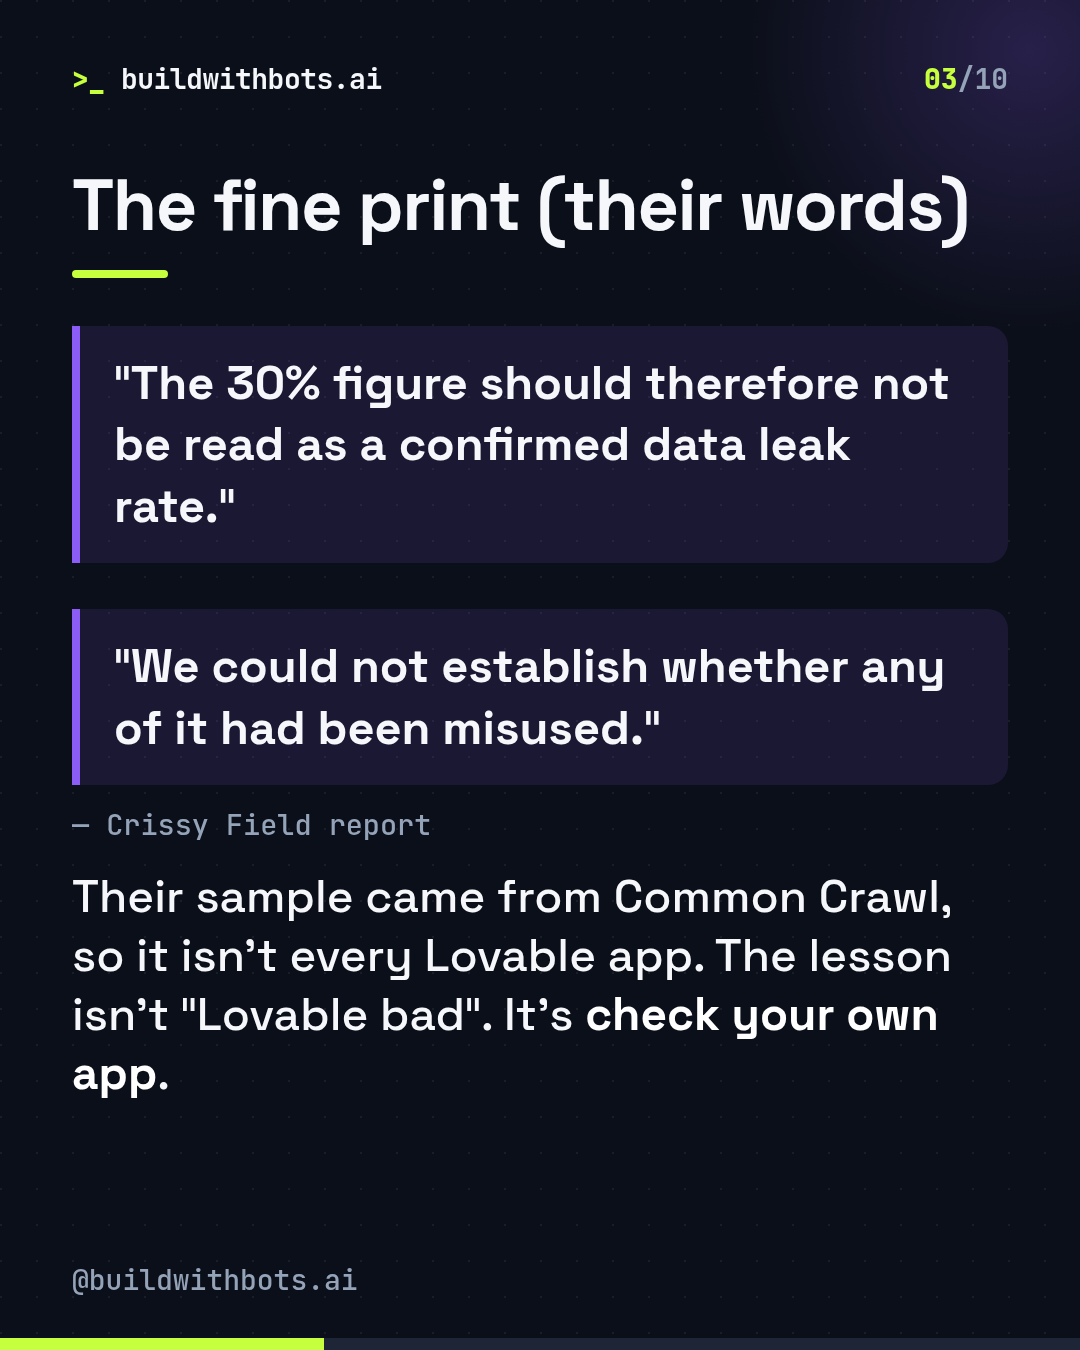 >_ buildwithbots.ai
03/10
The fine print (their words)
"The 30% figure should therefore not
be read as a confirmed data leak
rate."
"We could not establish whether any
of it had been misused."
— Crissy Field report
Their sample came from Common Crawl,
so it isn’t every Lovable app. The lesson
isn’t "Lovable bad". It’s check your own
app.
@buildwithbots.ai